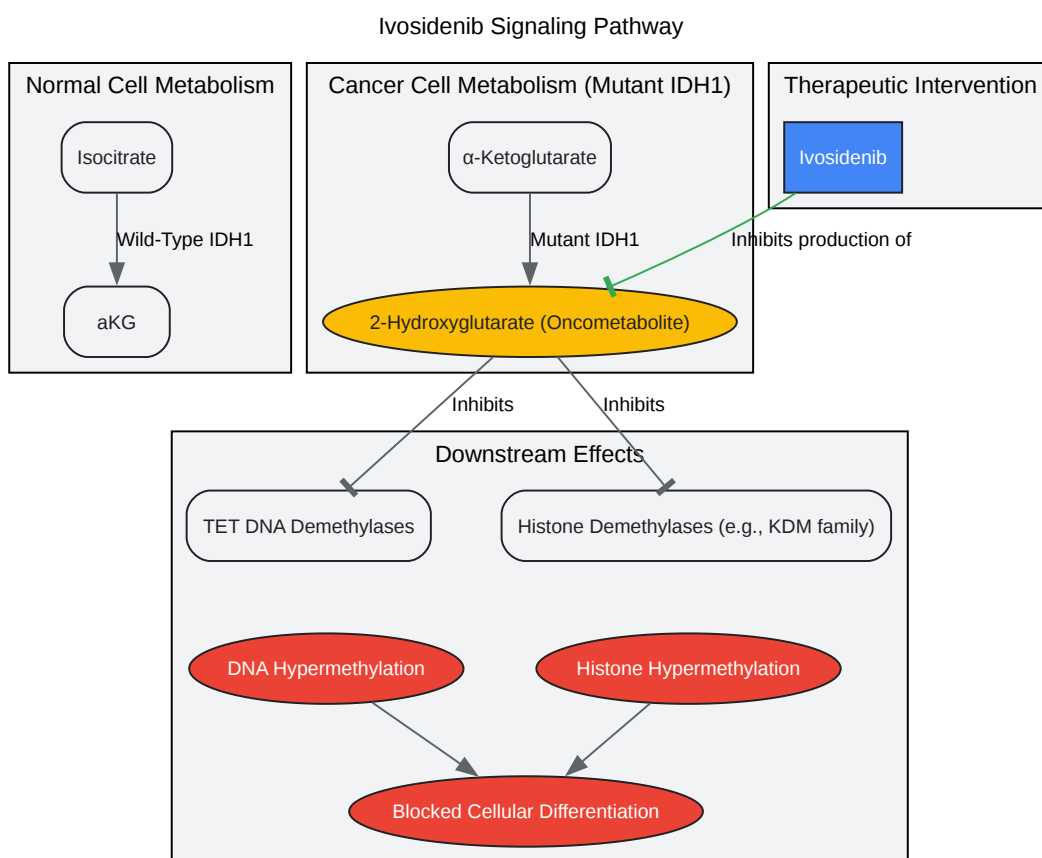 Ivosidenib Signaling Pathway
Normal Cell Metabolism
Isocitrate
Wild-Type IDH1
aKG
Cancer Cell Metabolism (Mutant IDH1)
α-Ketoglutarate
Mutant IDH1
2-Hydroxyglutarate (Oncometabolite)
Therapeutic Intervention
Ivosidenib
Inhibits production of
Inhibits
Inhibits
Downstream Effects
TET DNA Demethylases
Histone Demethylases (e.g., KDM family)
DNA Hypermethylation
Histone Hypermethylation
Blocked Cellular Differentiation